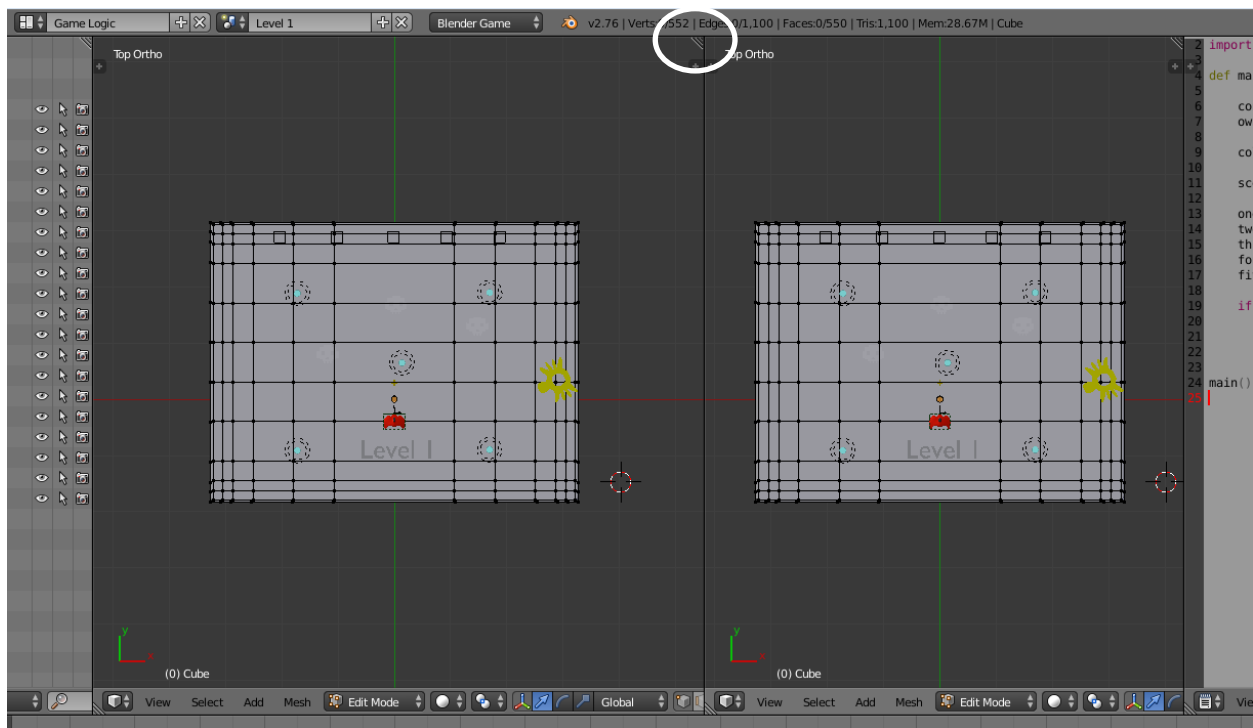 Game Logic Level 1 Blender Game v2.76 | Verts:0/552 | Edges:0/1,100 | Faces:0/550 | Tris:1,100 | Mem:28.67M | Cube
Top Ortho
Level 1
y
x
(0) Cube
View Select Add Mesh Edit Mode Global
Top Ortho
Level 1
y
x
(0) Cube
View Select Add Mesh Edit Mode
2 import
3
4 def ma
5
6 co
7 ow
8
9 co
10
11 sc
12
13 on
14 tw
15 th
16 fo
17 fi
18
19 if
20
21
22
23
24 main()
25
Vie